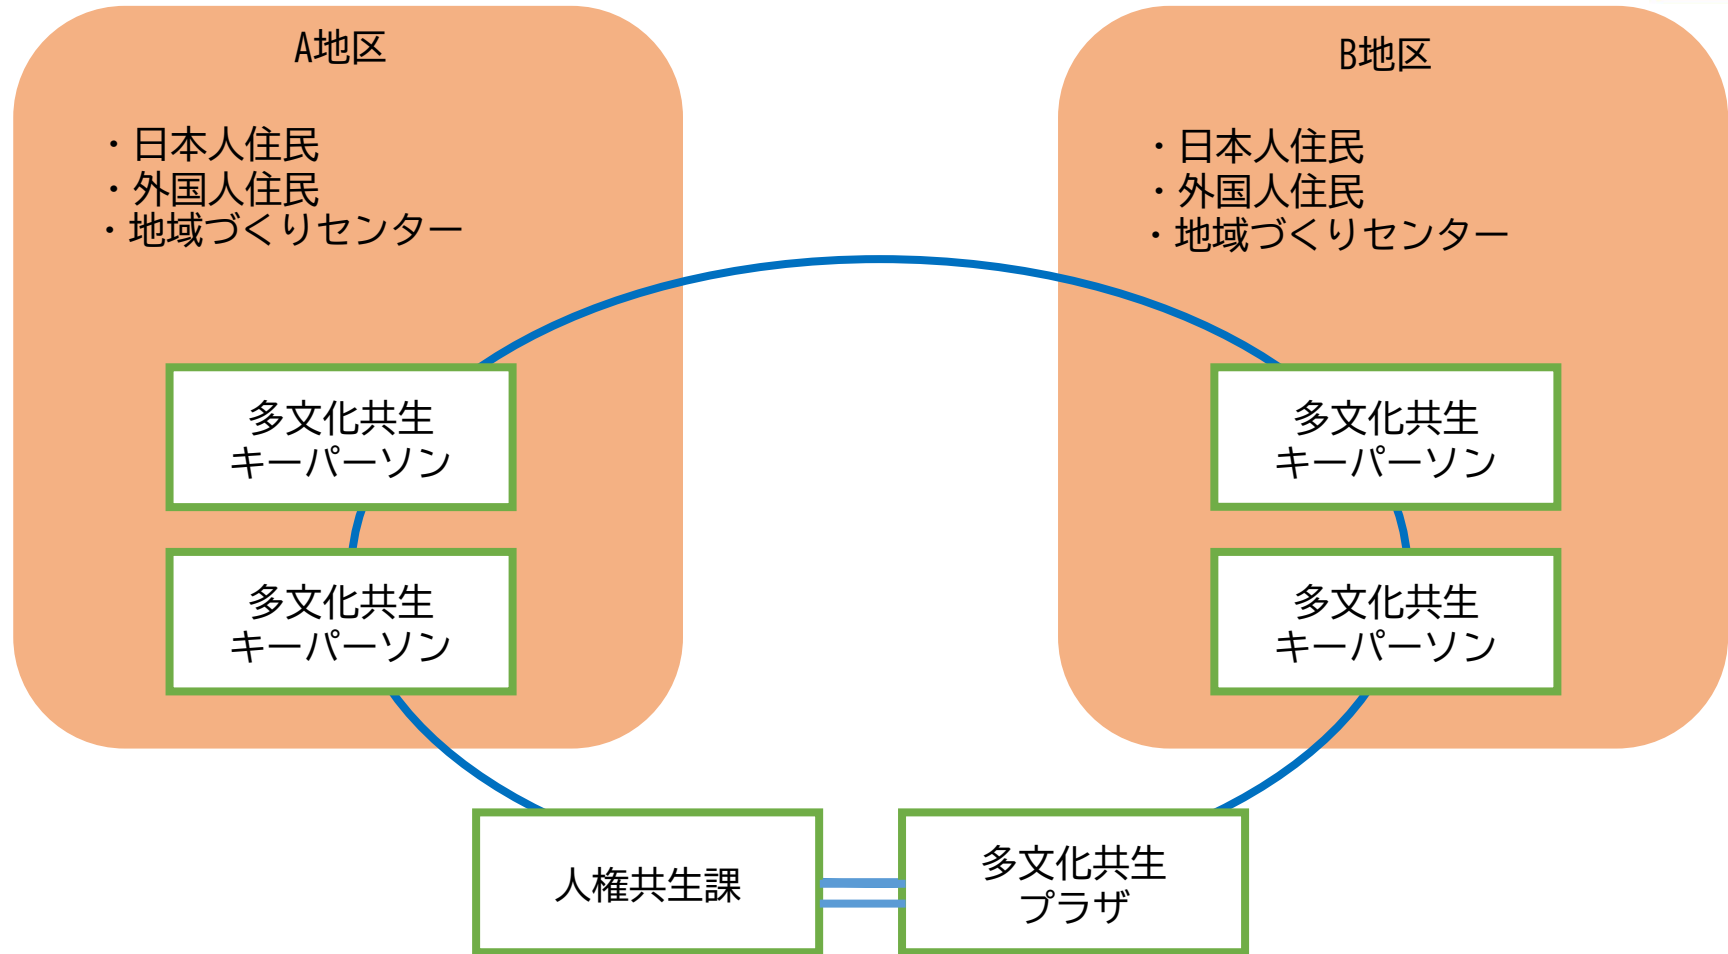 A地区
・日本人住民
・外国人住民
・地域づくりセンター
多文化共生
キーパーソン
多文化共生
キーパーソン
B地区
・日本人住民
・外国人住民
・地域づくりセンター
多文化共生
キーパーソン
多文化共生
キーパーソン
人権共生課
多文化共生
プラザ